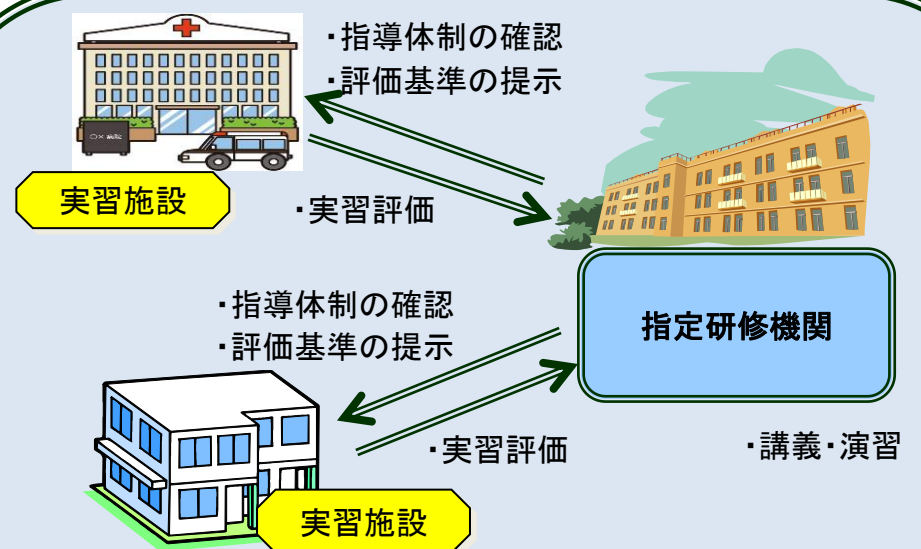 ・指導体制の確認
・評価基準の提示
実習施設
・実習評価
・指導体制の確認
・評価基準の提示
指定研修機関
・実習評価
・講義・演習
実習施設